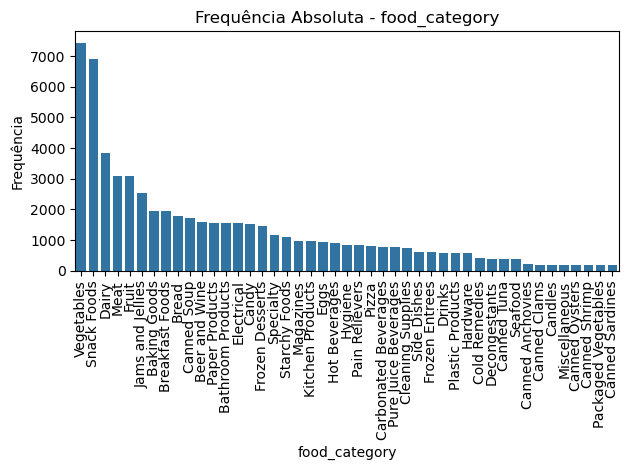 Frequência Absoluta - food_category
Frequência
7000
6000
5000
4000
3000
2000
1000
0
Vegetables
Snack Foods
Dairy
Meat
Fruit
Jams and Jellies
Baking Goods
Breakfast Foods
Bread
Canned Soup
Beer and Wine
Paper Products
Bathroom Products
Electrical
Candy
Frozen Desserts
Specialty
Starchy Foods
Magazines
Kitchen Products
Eggs
Hot Beverages
Hygiene
Pain Relievers
Pizza
Carbonated Beverages
Pure Juice Beverages
Cleaning Supplies
Side Dishes
Frozen Entrees
Drinks
Plastic Products
Hardware
Cold Remedies
Decongestants
Canned Tuna
Seafood
Canned Anchovies
Canned Clams
Candles
Miscellaneous
Canned Oysters
Canned Shrimp
Packaged Vegetables
Canned Sardines
food_category